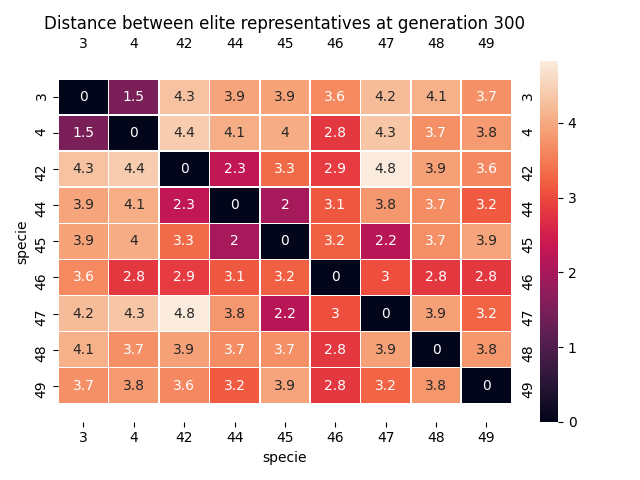 Distance between elite representatives at generation 300
3 4 42 44 45 46 47 48 49
3 0 1.5 4.3 3.9 3.9 3.6 4.2 4.1 3.7 3
4 1.5 0 4.4 4.1 4 2.8 4.3 3.7 3.8 4
42 4.3 4.4 0 2.3 3.3 2.9 4.8 3.9 3.6 42
44 3.9 4.1 2.3 0 2 3.1 3.8 3.7 3.2 44
45 3.9 4 3.3 2 0 3.2 2.2 3.7 3.9 45
46 3.6 2.8 2.9 3.1 3.2 0 3 2.8 2.8 46
47 4.2 4.3 4.8 3.8 2.2 3 0 3.9 3.2 47
48 4.1 3.7 3.9 3.7 3.7 2.8 3.9 0 3.8 48
49 3.7 3.8 3.6 3.2 3.9 2.8 3.2 3.8 0 49
3 4 42 44 45 46 47 48 49
specie
specie
4
3
2
1
0